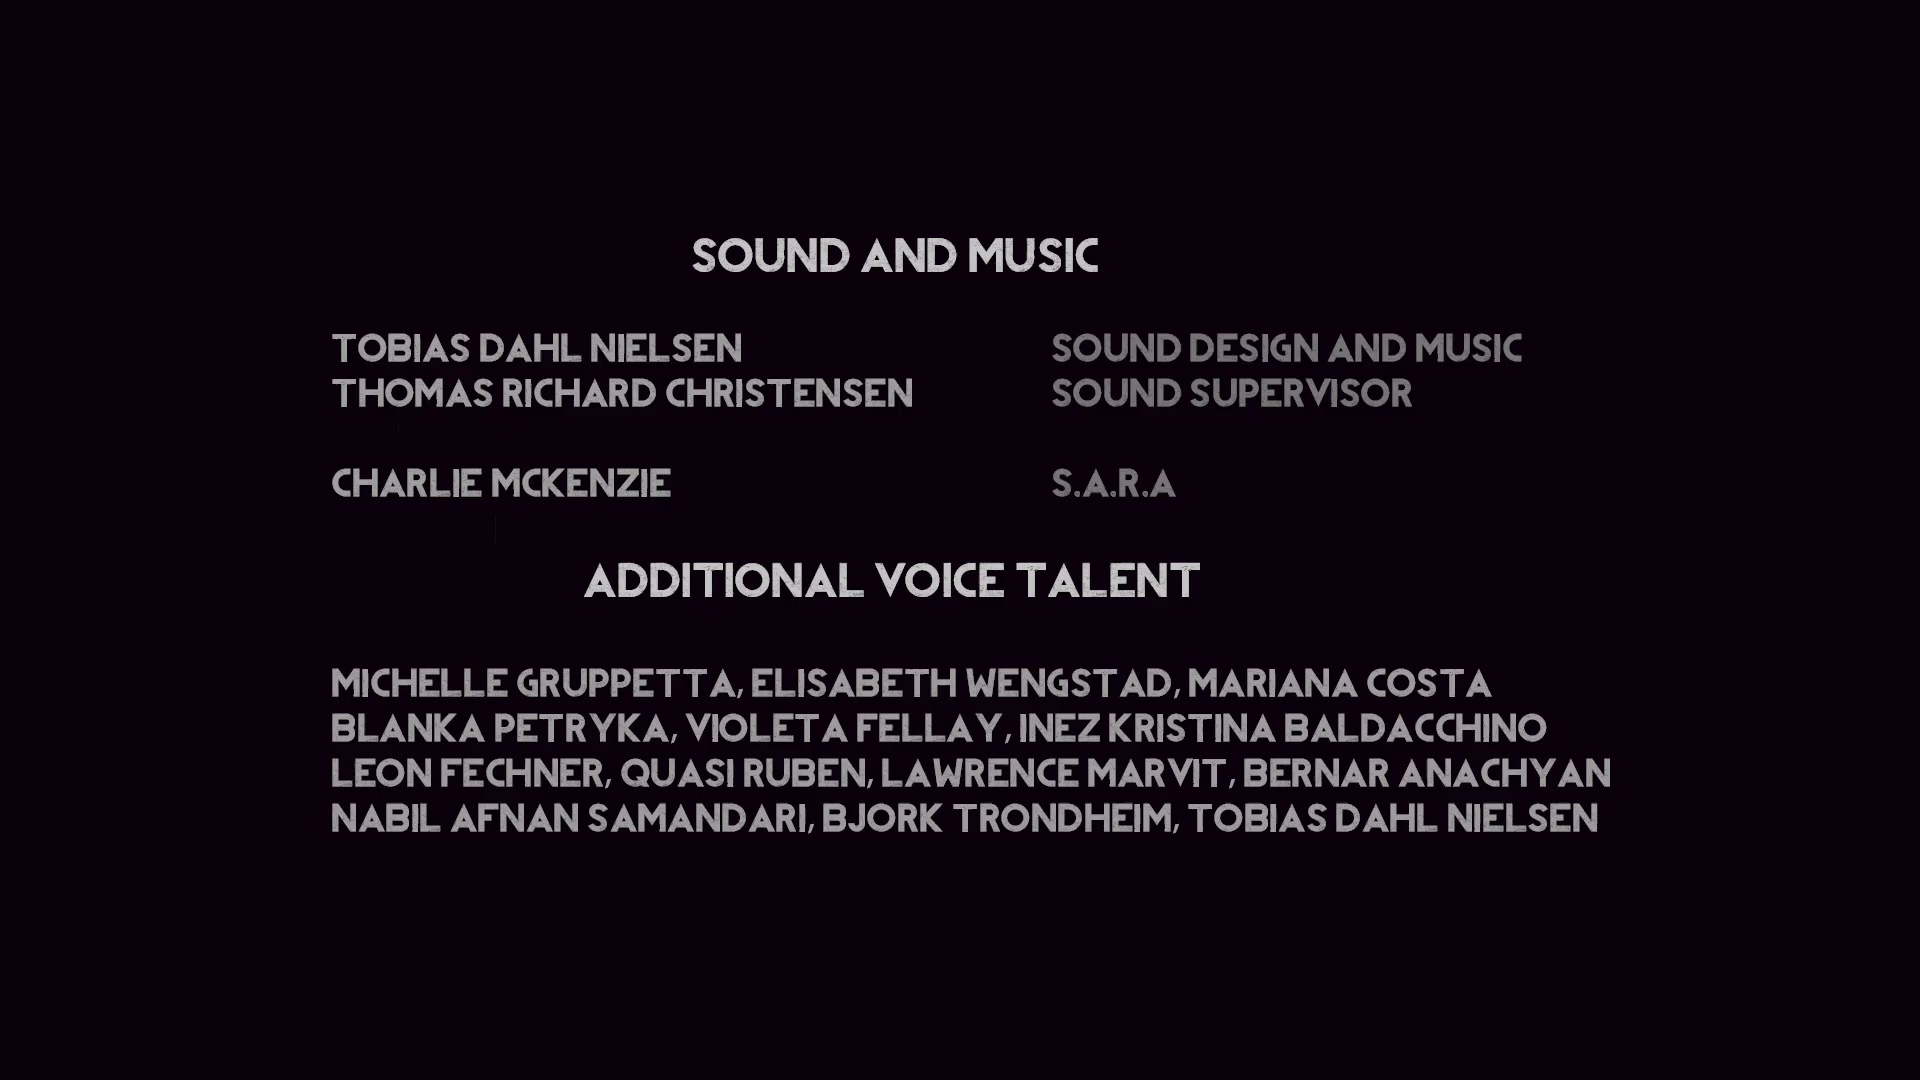 SOUND AND MUSIC
TOBIAS DAHL NIELSEN SOUND DESIGN AND MUSIC
THOMAS RICHARD CHRISTENSEN SOUND SUPERVISOR
CHARLIE MCKENZIE S.A.R.A
ADDITIONAL VOICE TALENT
MICHELLE GRUPPETTA, ELISABETH WENGSTAD, MARIANA COSTA
BLANKA PETRYKA, VIOLETA FELLAY, INEZ KRISTINA BALDACCHINO
LEON FECHNER, QUASI RUBEN, LAWRENCE MARVIT, BERNAR ANACHYAN
NABIL AFNAN SAMANDARI, BJORK TRONDHEIM, TOBIAS DAHL NIELSEN